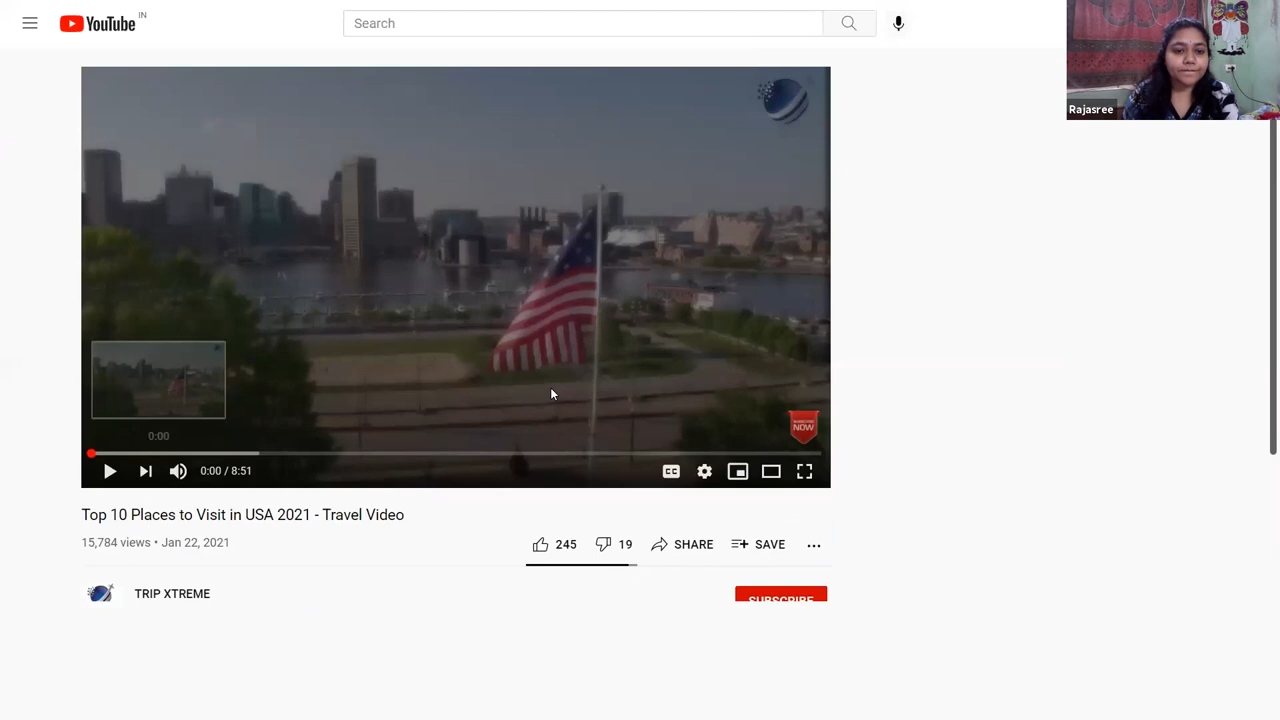 YouTube IN
Search
Rajasree
NOW
0:00
0:00 / 8:51
CC
Top 10 Places to Visit in USA 2021 - Travel Video
15,784 views • Jan 22, 2021
245
19
SHARE
SAVE
TRIP XTREME
SUBSCRIBE